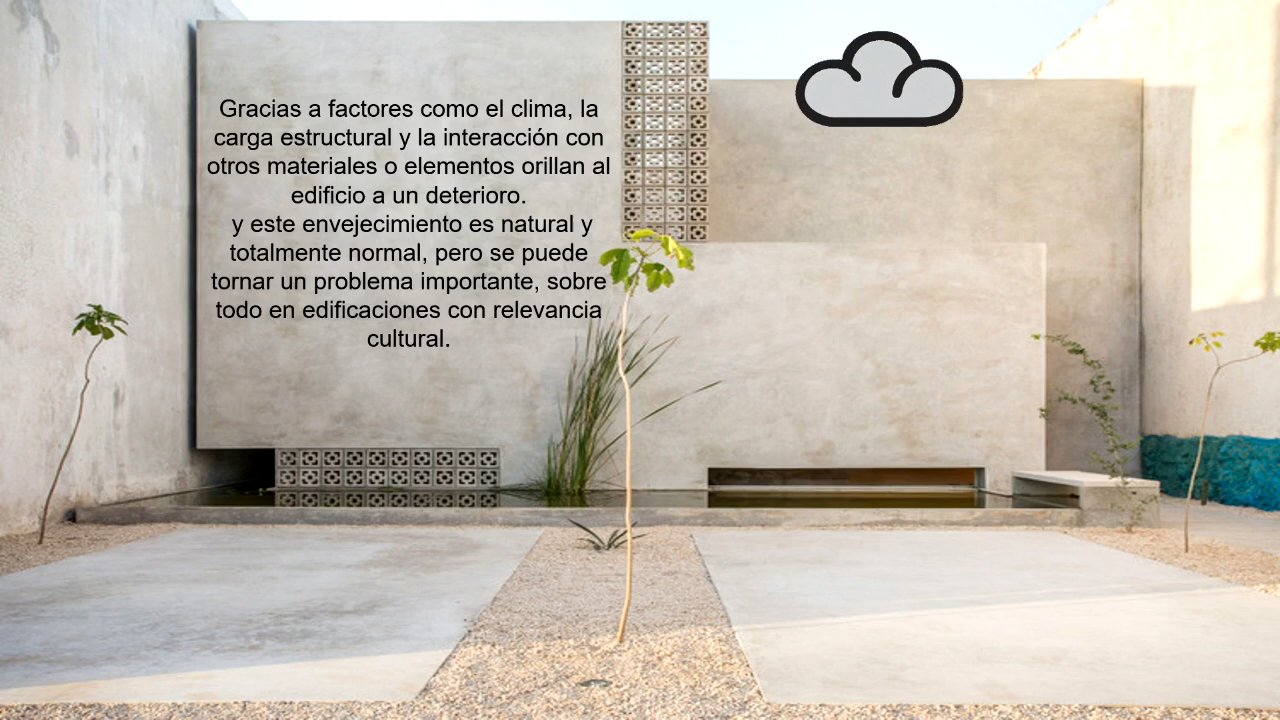 Gracias a factores como el clima, la
carga estructural y la interacción con
otros materiales o elementos orillan al
edificio a un deterioro.
y este envejecimiento es natural y
totalmente normal, pero se puede
tornar un problema importante, sobre
todo en edificaciones con relevancia
cultural.